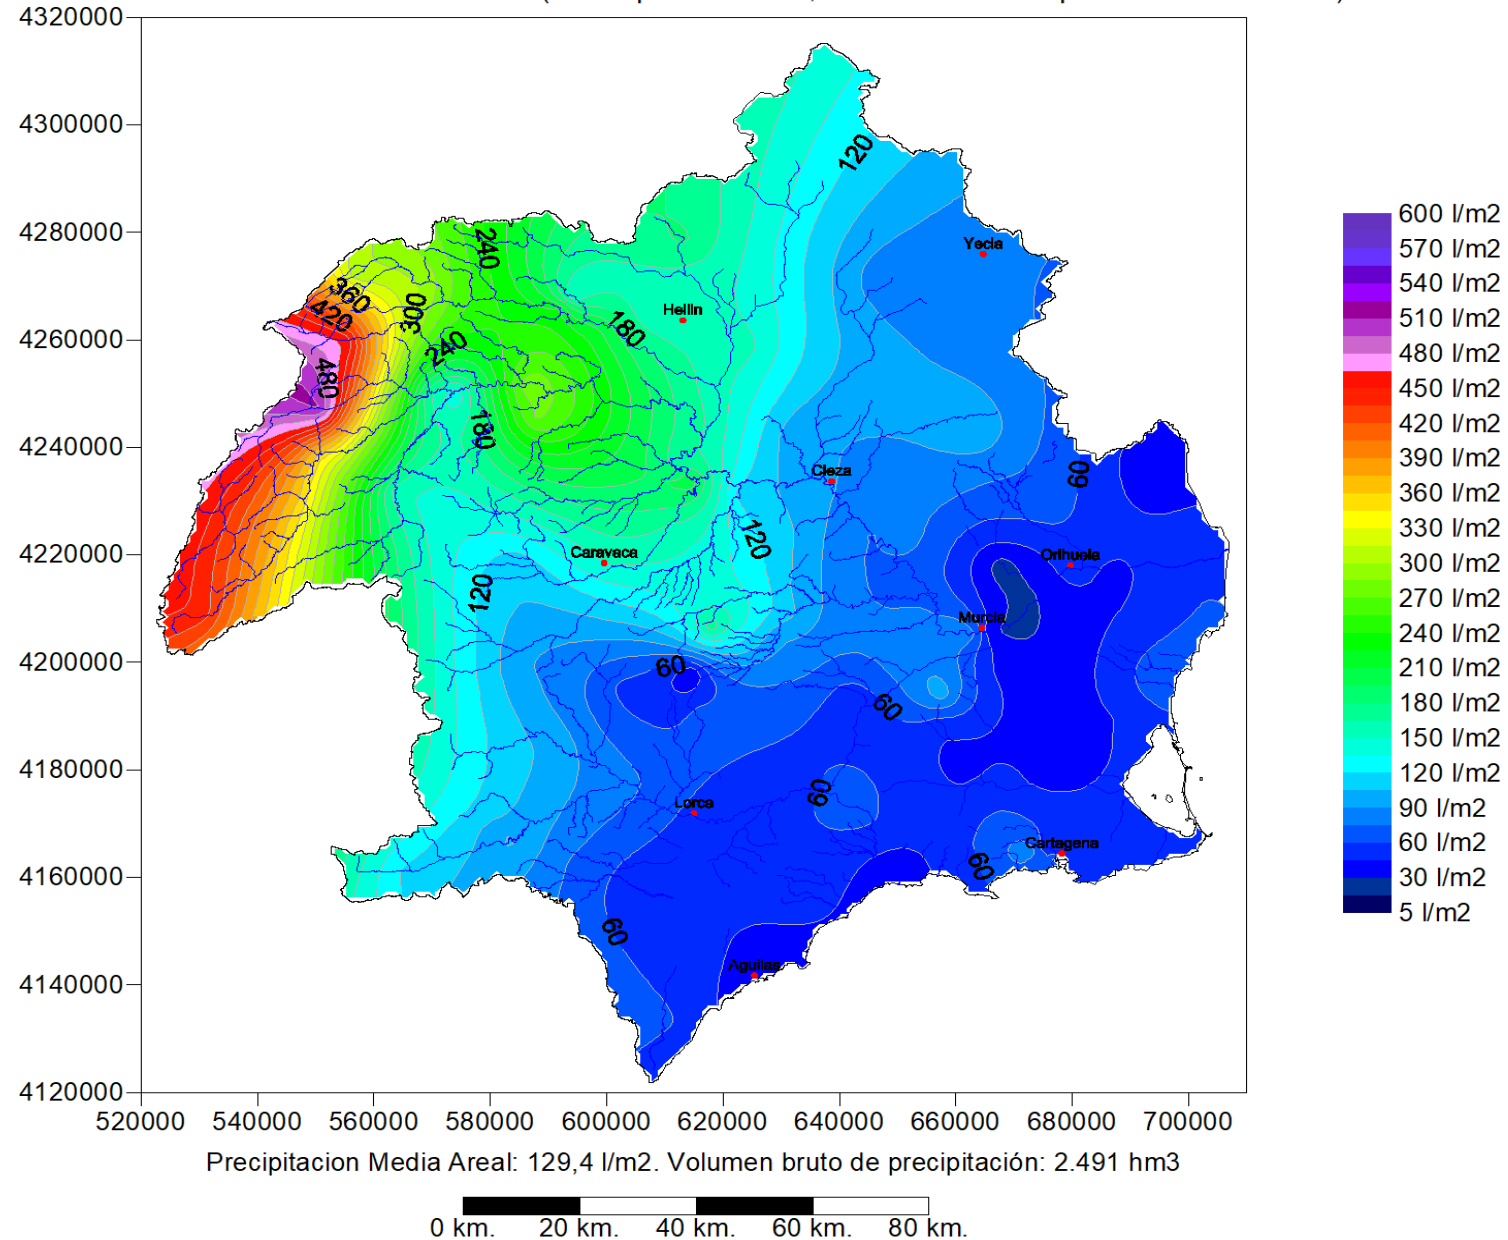 4320000
4300000
4280000
4260000
4240000
4220000
4200000
4180000
4160000
4140000
4120000
520000 540000 560000 580000 600000 620000 640000 660000 680000 700000
120
Yecla
240
360
420
300
Hellin
180
240
480
180
Cieza
60
120
Caravaca
Orihuela
120
Murcia
60
60
Lorca
60
Cartagena
60
60
Aguilas
600 l/m2
570 l/m2
540 l/m2
510 l/m2
480 l/m2
450 l/m2
420 l/m2
390 l/m2
360 l/m2
330 l/m2
300 l/m2
270 l/m2
240 l/m2
210 l/m2
180 l/m2
150 l/m2
120 l/m2
90 l/m2
60 l/m2
30 l/m2
5 l/m2
Precipitacion Media Areal: 129,4 l/m2. Volumen bruto de precipitación: 2.491 hm3
0 km. 20 km. 40 km. 60 km. 80 km.